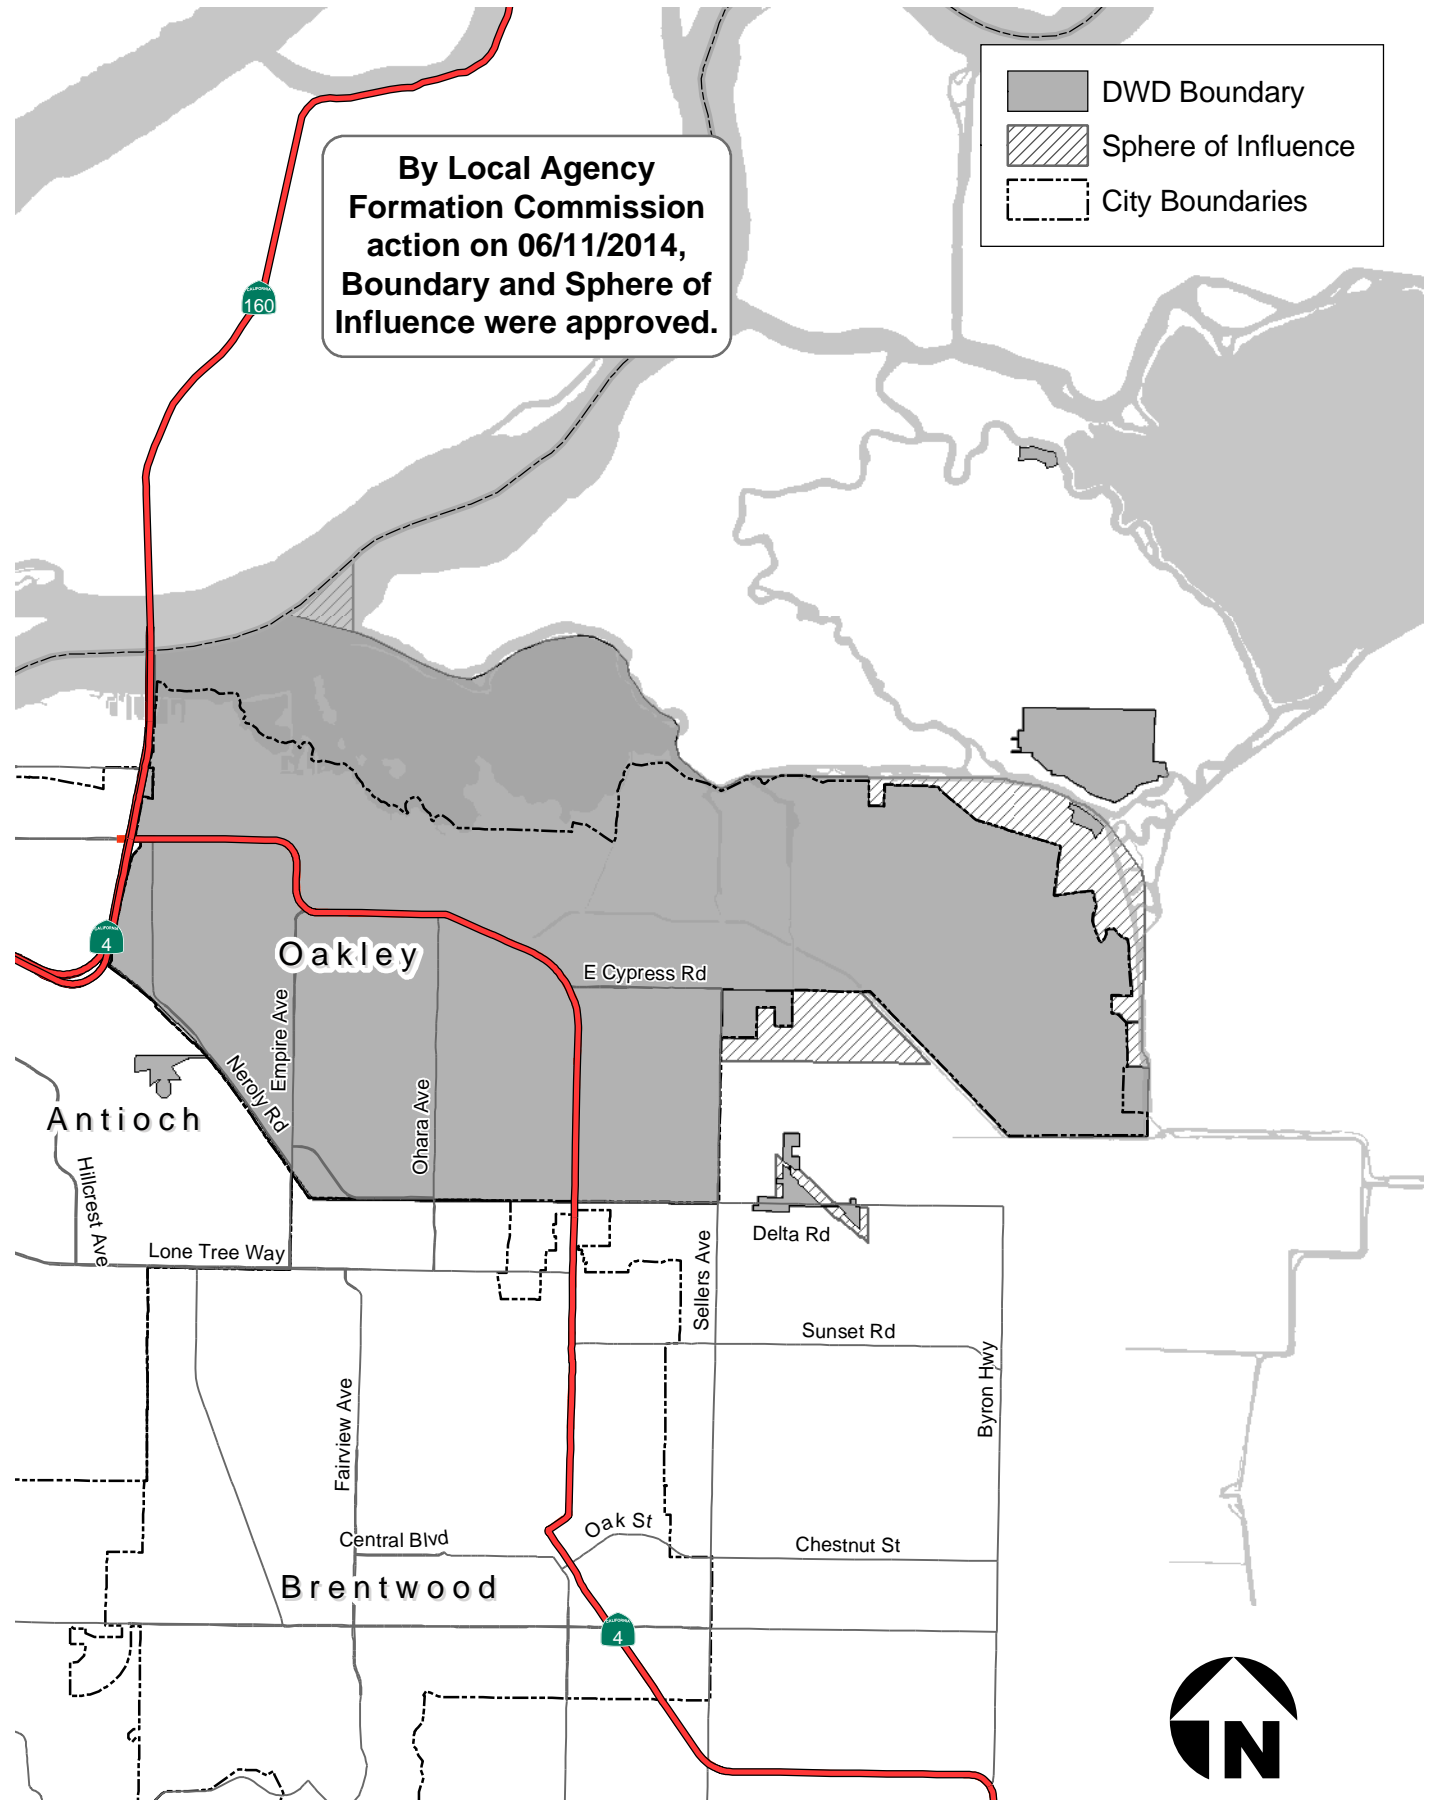 DWD Boundary
Sphere of Influence
City Boundaries
By Local Agency
Formation Commission
action on 06/11/2014,
Boundary and Sphere of
Influence were approved.
CALIFORNIA
160
CALIFORNIA
4
Oakley
E Cypress Rd
Empire Ave
Neroly Rd
Ohara Ave
Antioch
Hillcrest Ave
Lone Tree Way
Delta Rd
Sellers Ave
Sunset Rd
Byron Hwy
Fairview Ave
Oak St
Central Blvd
Chestnut St
Brentwood
CALIFORNIA
4
N